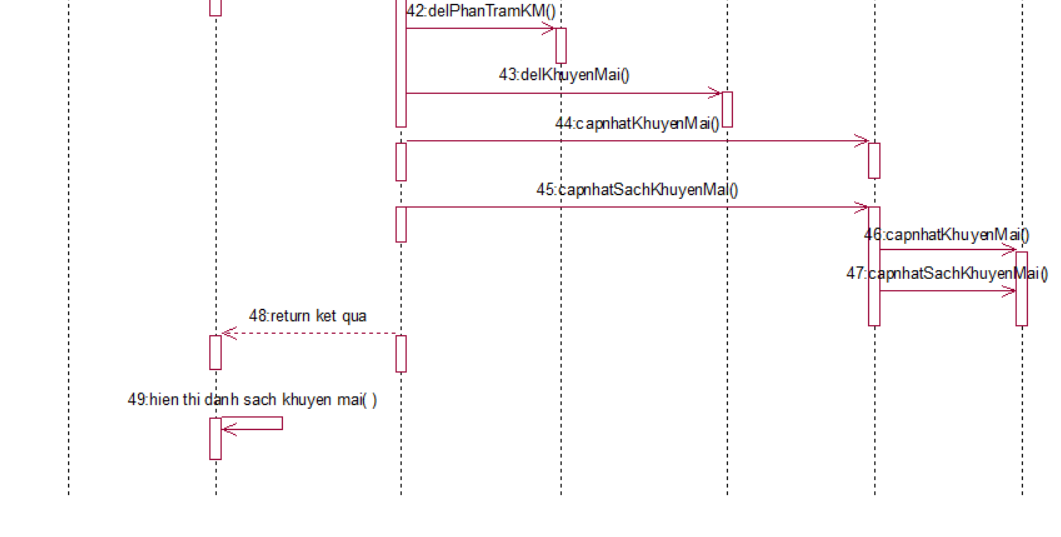 42:delPhanTramKM()
43:delKhuyenMai()
44:capnhatKhuyenMai()
45:capnhatSachKhuyenMaI()
46:capnhatKhuyenMai()
47:capnhatSachKhuyenMai()
48:return ket qua
49:hien thi danh sach khuyen mai( )